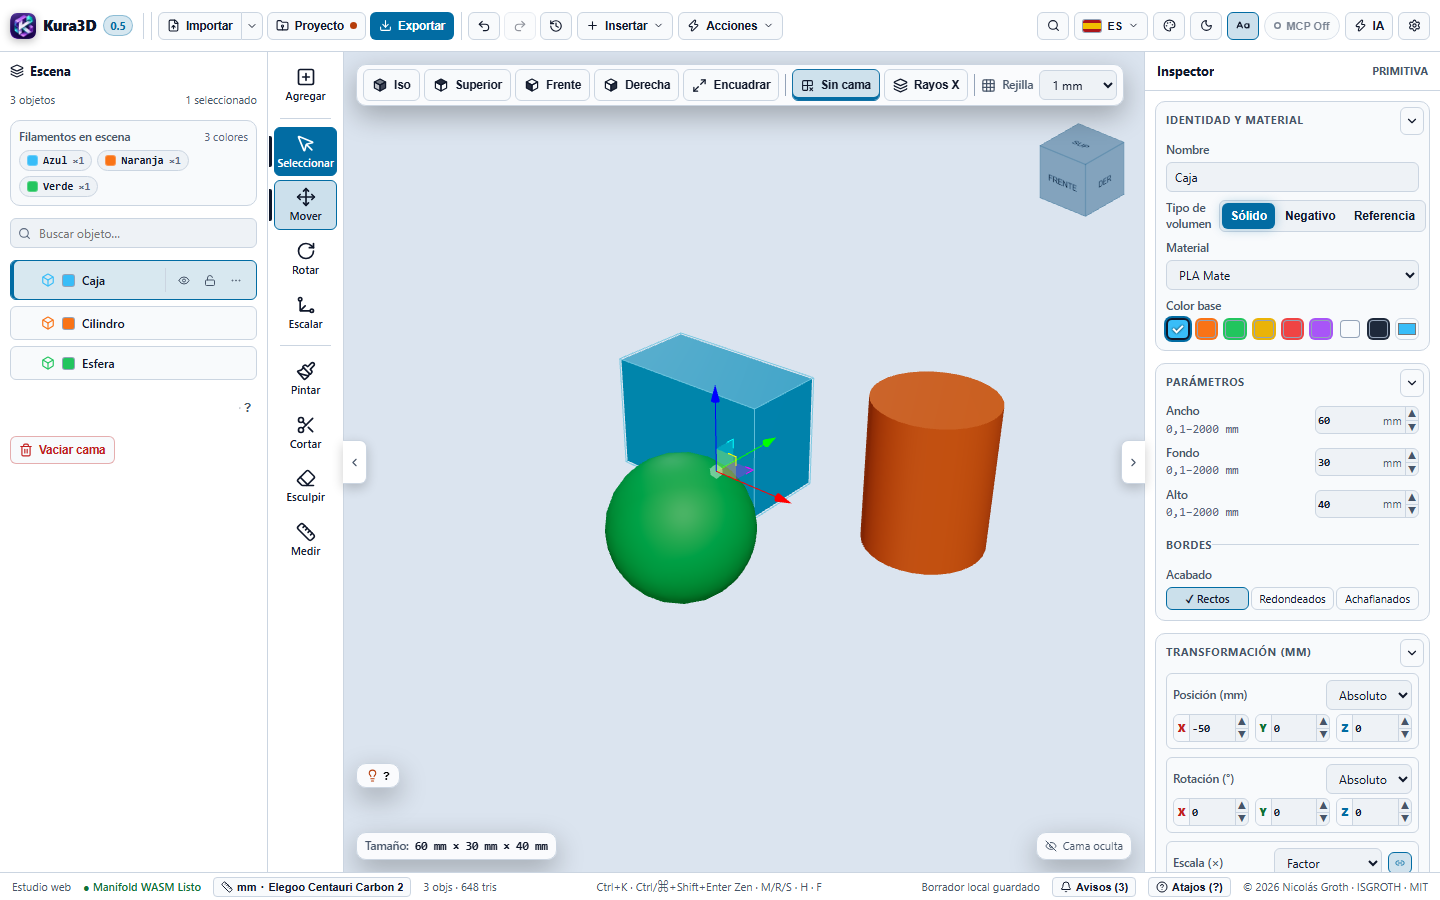 Kura3D 0.5 Importar Proyecto Exportar Insertar Acciones ES Aa MCP Off IA
Escena
3 objetos 1 seleccionado
Filamentos en escena 3 colores
Azul ×1 Naranja ×1
Verde ×1
Buscar objeto...
Caja
Cilindro
Esfera
?
Vaciar cama
Agregar
Seleccionar
Mover
Rotar
Escalar
Pintar
Cortar
Esculpir
Medir
Iso Superior Frente Derecha Encuadrar Sin cama Rayos X Rejilla 1 mm
SUP
FRENTE DER
?
Tamaño: 60 mm × 30 mm × 40 mm
Cama oculta
Inspector PRIMITIVA
IDENTIDAD Y MATERIAL
Nombre
Caja
Tipo de volumen Sólido Negativo Referencia
Material
PLA Mate
Color base
PARÁMETROS
Ancho
0,1–2000 mm
60 mm
Fondo
0,1–2000 mm
30 mm
Alto
0,1–2000 mm
40 mm
BORDES
Acabado
✓ Rectos Redondeados Achaflanados
TRANSFORMACIÓN (MM)
Posición (mm) Absoluto
X -50 Y 0 Z 0
Rotación (°) Absoluto
X 0 Y 0 Z 0
Escala (×) Factor
Estudio web ● Manifold WASM Listo mm · Elegoo Centauri Carbon 2 3 objs · 648 tris Ctrl+K · Ctrl/⌘+Shift+Enter Zen · M/R/S · H · F Borrador local guardado Avisos (3) Atajos (?) © 2026 Nicolás Groth · ISGROTH · MIT